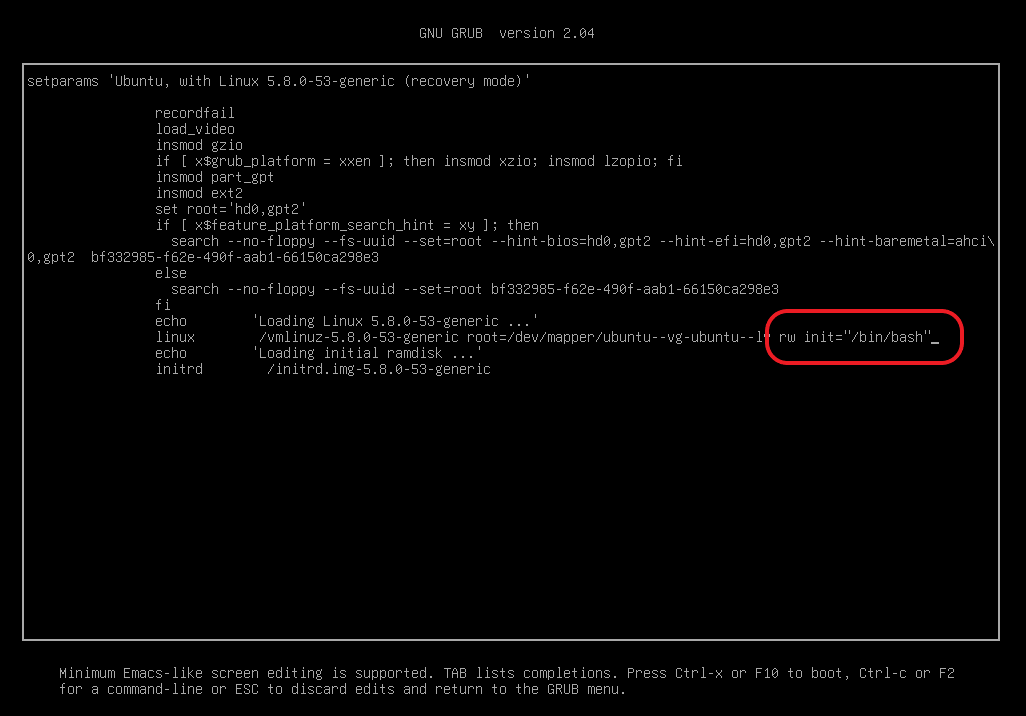 GNU GRUB  version 2.04
setparams 'Ubuntu, with Linux 5.8.0-53-generic (recovery mode)'
recordfail
load_video
insmod gzio
if [ x$grub_platform = xxen ]; then insmod xzio; insmod lzopio; fi
insmod part_gpt
insmod ext2
set root='hd0,gpt2'
if [ x$feature_platform_search_hint = xy ]; then
search --no-floppy --fs-uuid --set=root --hint-bios=hd0,gpt2 --hint-efi=hd0,gpt2 --hint-baremetal=ahci\
0,gpt2  bf332985-f62e-490f-aab1-66150ca298e3
else
search --no-floppy --fs-uuid --set=root bf332985-f62e-490f-aab1-66150ca298e3
fi
echo        'Loading Linux 5.8.0-53-generic ...'
linux        /vmlinuz-5.8.0-53-generic root=/dev/mapper/ubuntu--vg-ubuntu--lv rw init="/bin/bash"_
echo        'Loading initial ramdisk ...'
initrd        /initrd.img-5.8.0-53-generic
Minimum Emacs-like screen editing is supported. TAB lists completions. Press Ctrl-x or F10 to boot, Ctrl-c or F2
for a command-line or ESC to discard edits and return to the GRUB menu.